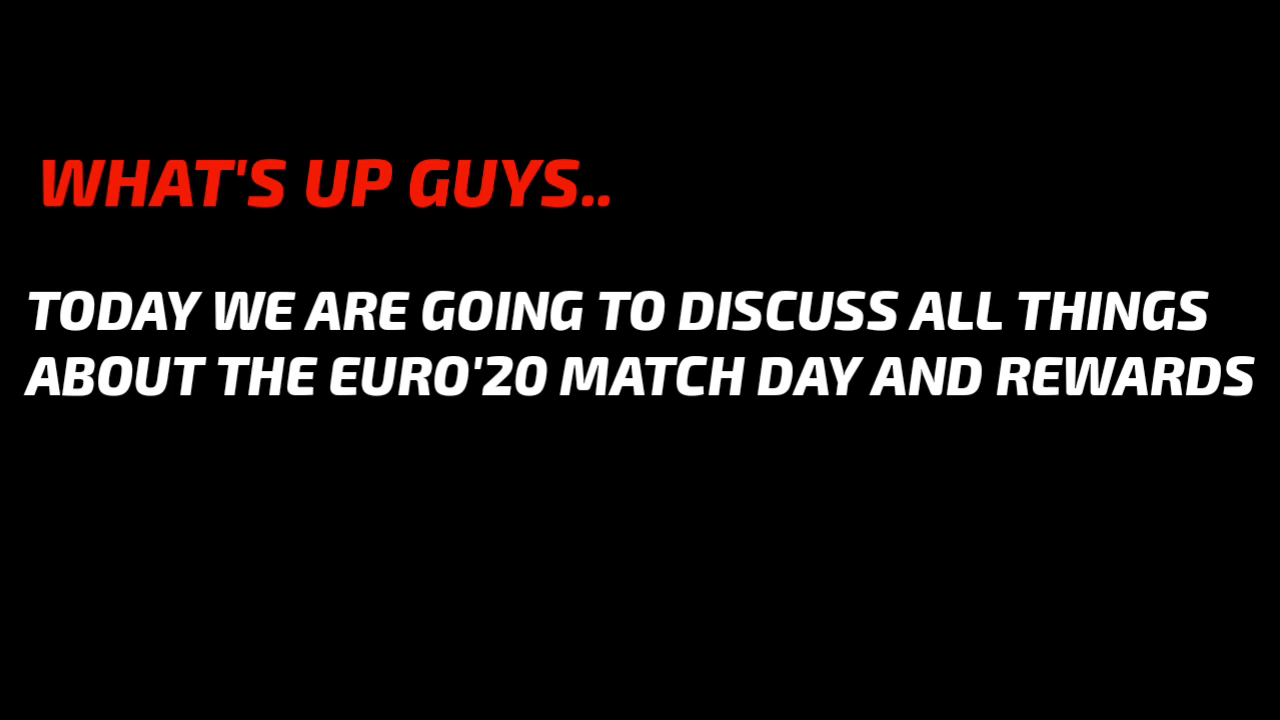 WHAT'S UP GUYS..
TODAY WE ARE GOING TO DISCUSS ALL THINGS
ABOUT THE EURO'20 MATCH DAY AND REWARDS